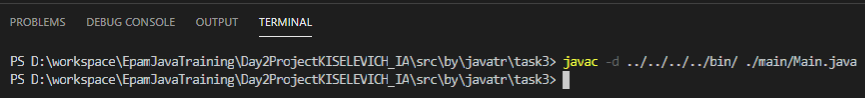 PROBLEMS DEBUG CONSOLE OUTPUT TERMINAL
PS D:\workspace\EpamJavaTraining\Day2ProjectKISELEVICH_IA\src\by\javatr\task3> javac -d ../../../../bin/ ./main/Main.java
PS D:\workspace\EpamJavaTraining\Day2ProjectKISELEVICH_IA\src\by\javatr\task3>